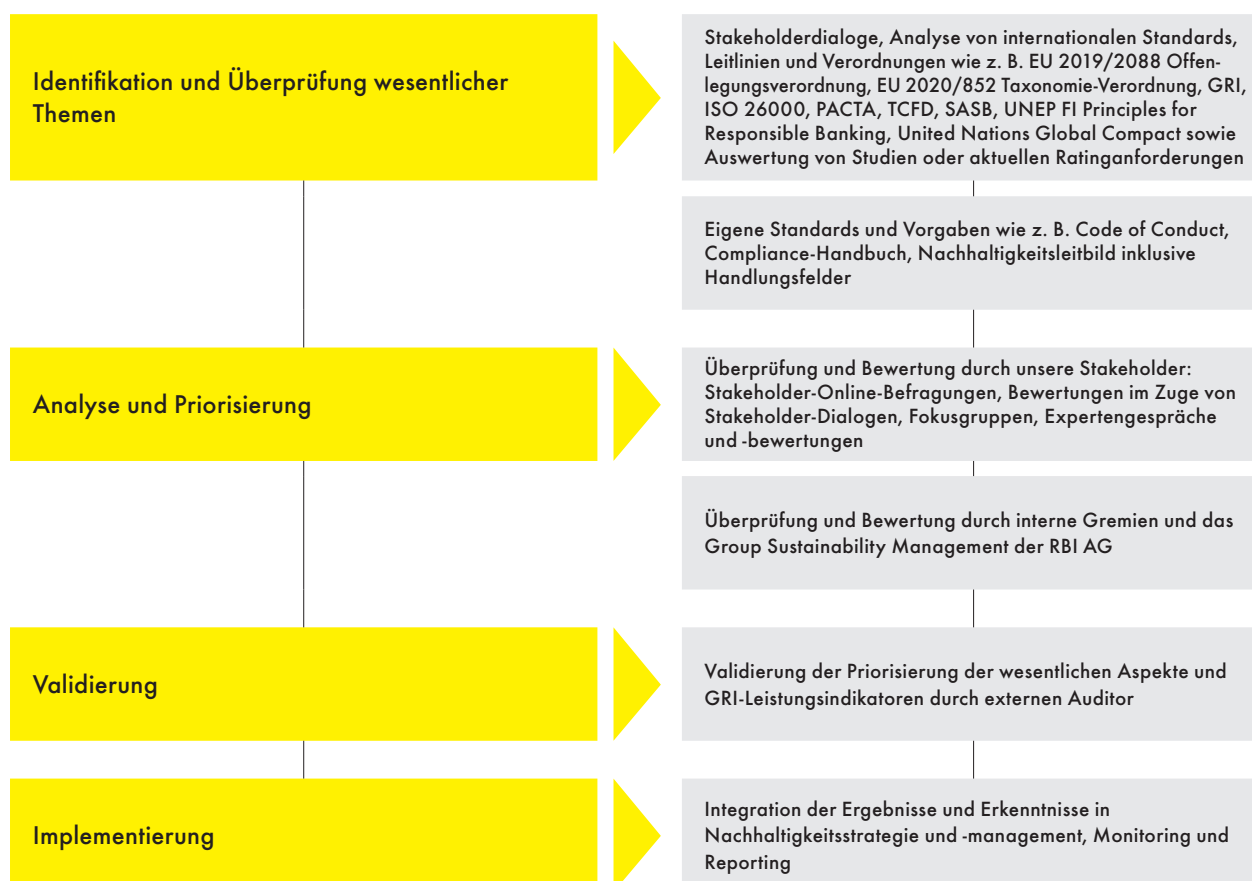 Identifikation und Überprüfung wesentlicher
Themen
Stakeholderdialoge, Analyse von internationalen Standards,
Leitlinien und Verordnungen wie z. B. EU 2019/2088 Offen-
legungsverordnung, EU 2020/852 Taxonomie-Verordnung, GRI,
ISO 26000, PACTA, TCFD, SASB, UNEP FI Principles for
Responsible Banking, United Nations Global Compact sowie
Auswertung von Studien oder aktuellen Ratinganforderungen
Eigene Standards und Vorgaben wie z. B. Code of Conduct,
Compliance-Handbuch, Nachhaltigkeitsleitbild inklusive
Handlungsfelder
Analyse und Priorisierung
Überprüfung und Bewertung durch unsere Stakeholder:
Stakeholder-Online-Befragungen, Bewertungen im Zuge von
Stakeholder-Dialogen, Fokusgruppen, Expertengespräche
und -bewertungen
Überprüfung und Bewertung durch interne Gremien und das
Group Sustainability Management der RBI AG
Validierung
Validierung der Priorisierung der wesentlichen Aspekte und
GRI-Leistungsindikatoren durch externen Auditor
Implementierung
Integration der Ergebnisse und Erkenntnisse in
Nachhaltigkeitsstrategie und -management, Monitoring und
Reporting